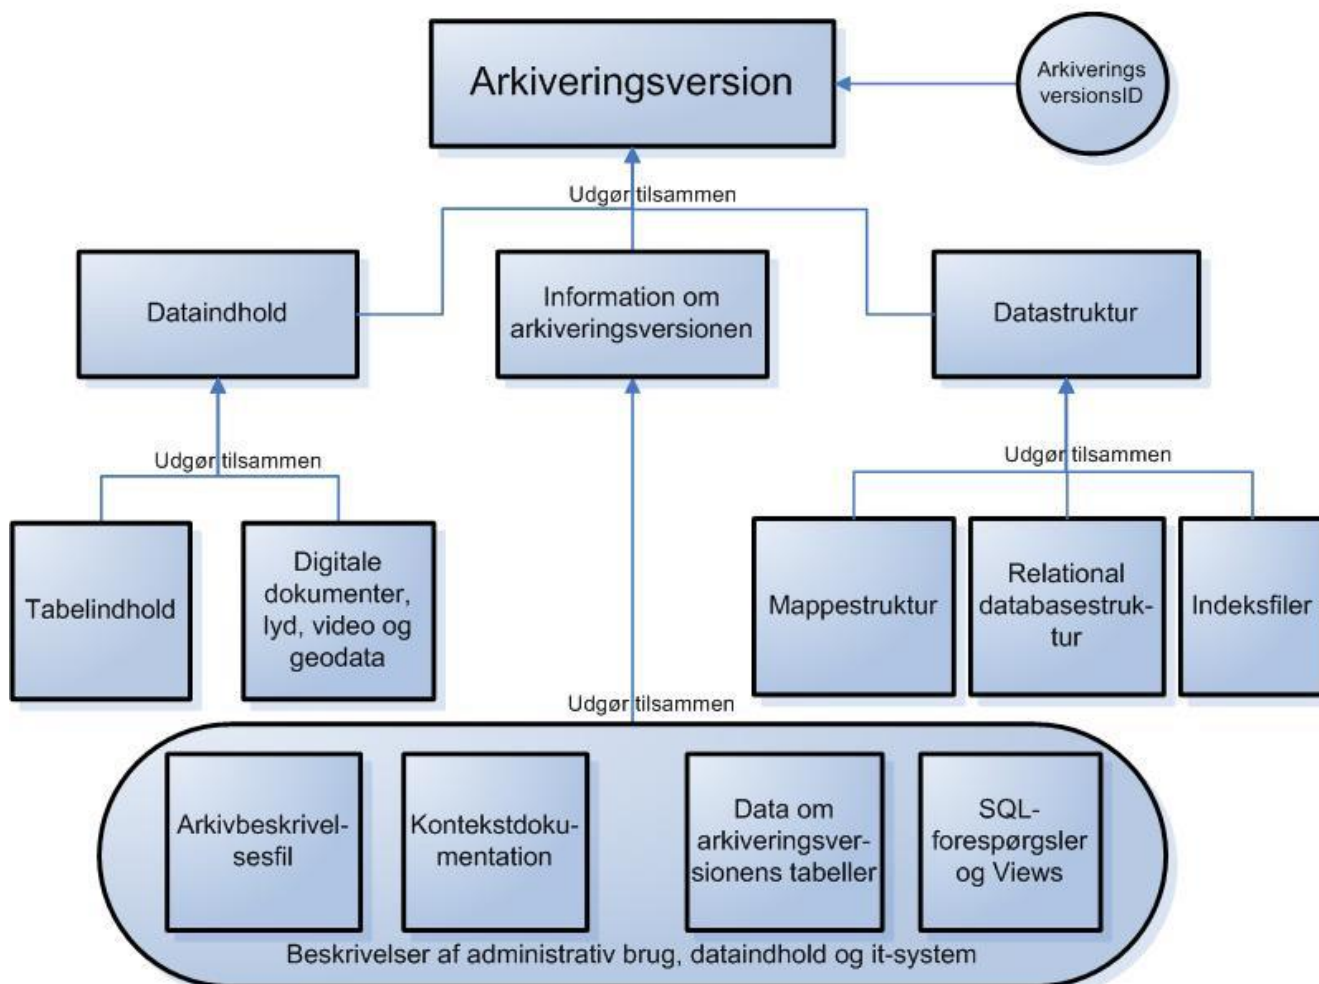 Arkiveringsversion
Arkiverings
versionsID
Udgør tilsammen
Dataindhold
Information om
arkiveringsversionen
Datastruktur
Udgør tilsammen
Udgør tilsammen
Tabelindhold
Digitale
dokumenter,
lyd, video og
geodata
Mappestruktur
Relational
databasestruk-
tur
Indeksfiler
Udgør tilsammen
Arkivbeskrivel-
sesfil
Kontekstdoku-
mentation
Data om
arkiveringsver-
sionens tabeller
SQL-
forespørgsler
og Views
Beskrivelser af administrativ brug, dataindhold og it-system